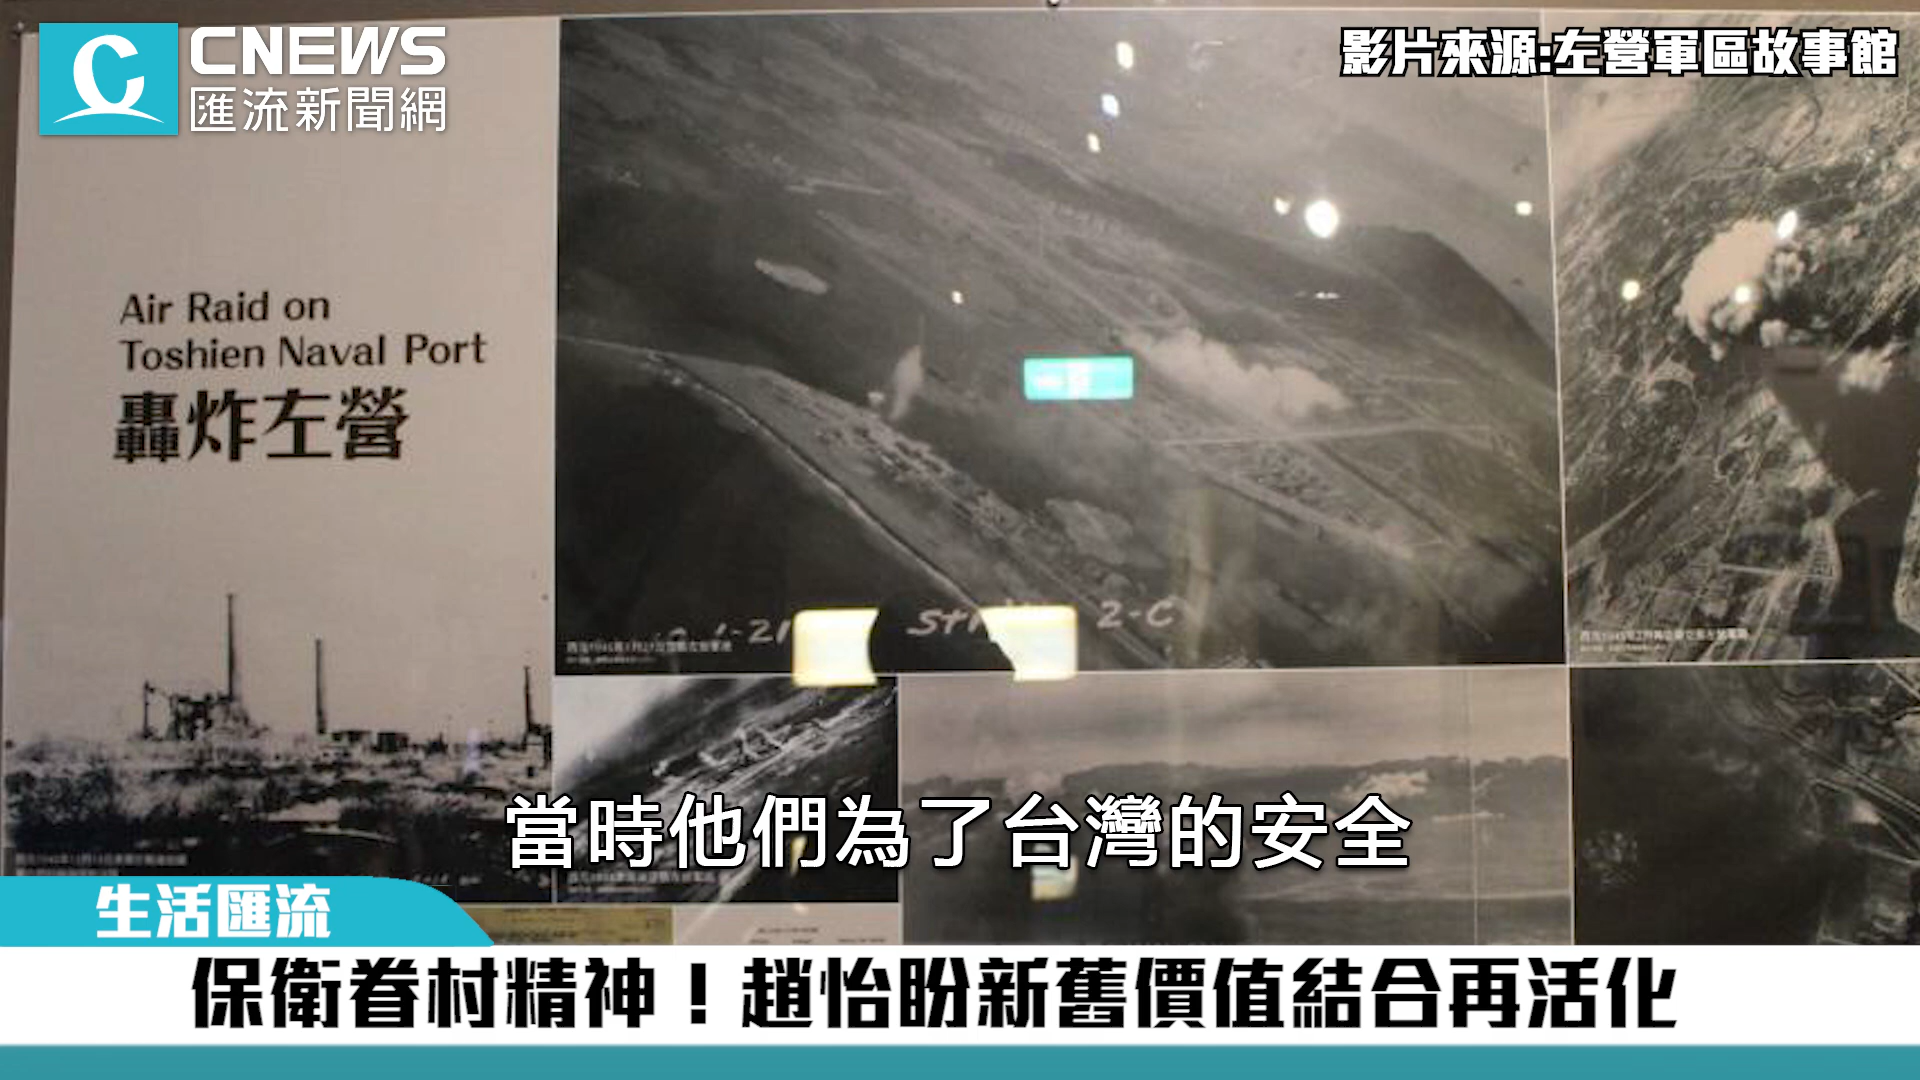 CNEWS
匯流新聞網
影片來源:左營軍區故事館
Air Raid on
Toshien Naval Port
轟炸左營
2-C
當時他們為了台灣的安全
生活匯流
保衛眷村精神！趙怡盼新舊價值結合再活化